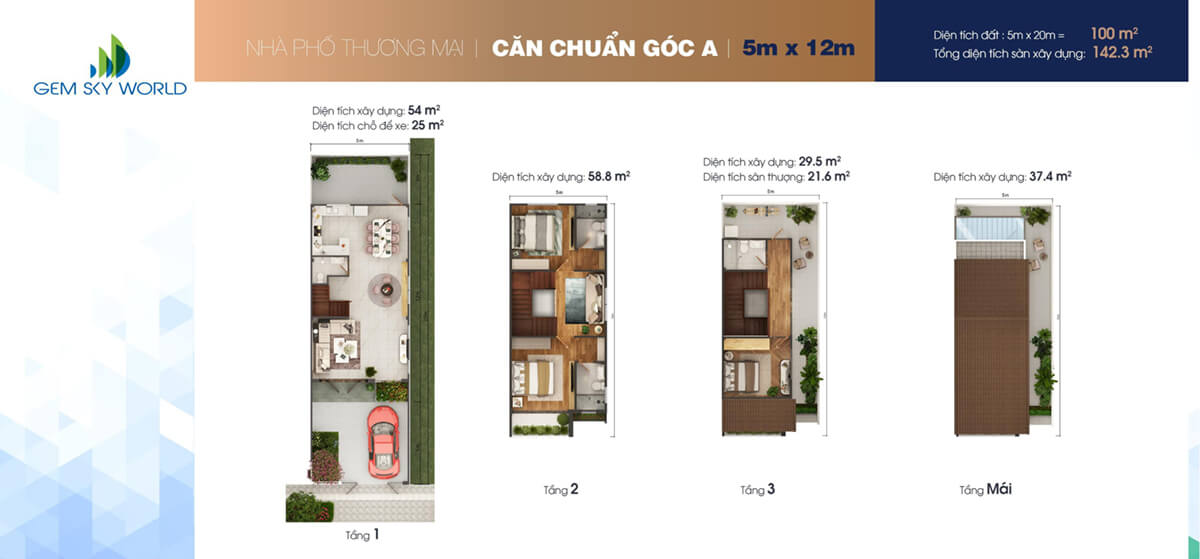 GEM SKY WORLD
NHÀ PHỐ THƯƠNG MẠI | CĂN CHUẨN GÓC A | 5m x 12m
Diện tích đất : 5m x 20m = 100 m²
Tổng diện tích sàn xây dựng: 142.3 m²
Diện tích xây dựng: 54 m²
Diện tích chỗ để xe: 25 m²
5m
Tầng 1
Diện tích xây dựng: 58.8 m²
5m
Tầng 2
Diện tích xây dựng: 29.5 m²
Diện tích sân thượng: 21.6 m²
5m
Tầng 3
Diện tích xây dựng: 37.4 m²
5m
Tầng Mái